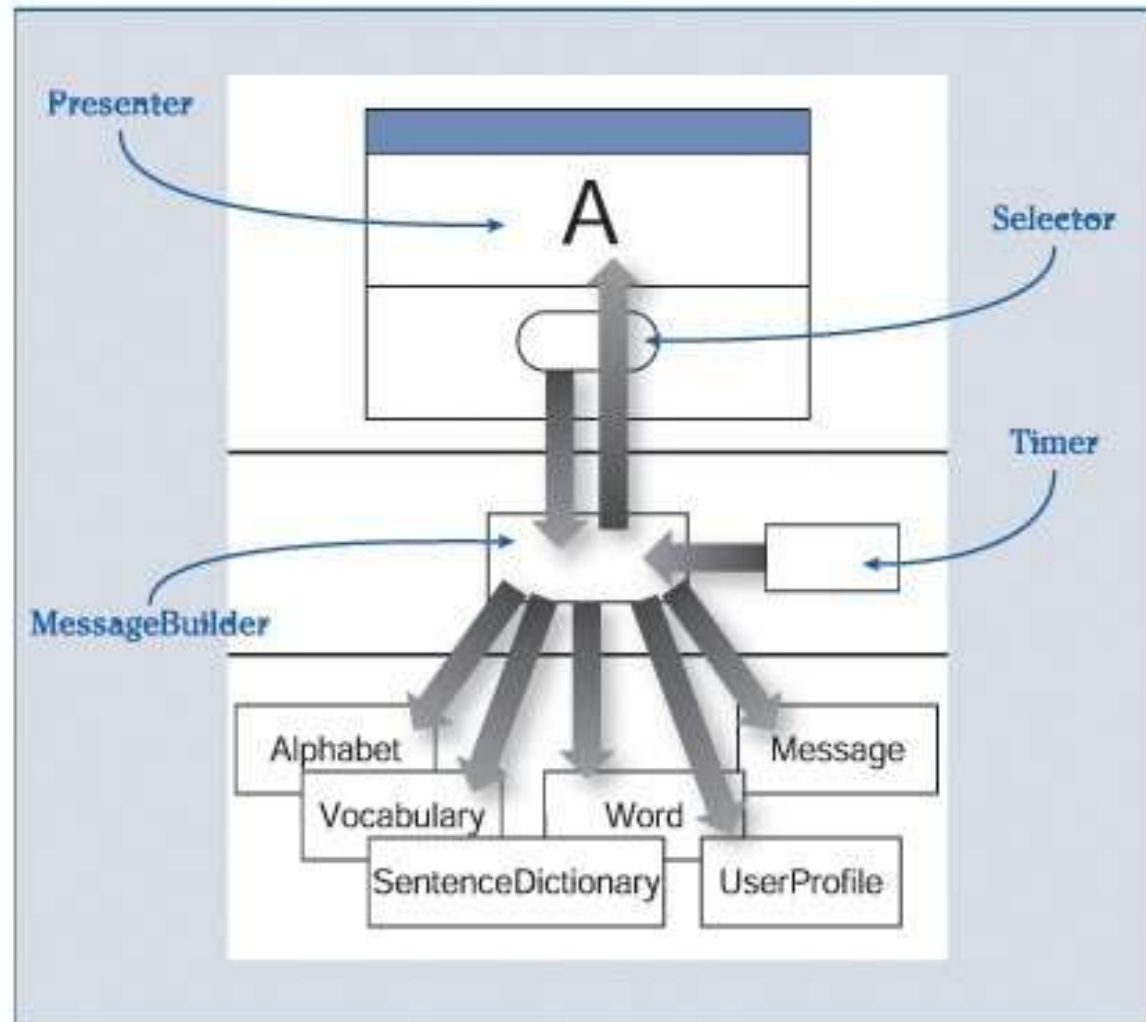 Presenter
A
Selector
Timer
MessageBuilder
Alphabet
Message
Vocabulary
Word
SentenceDictionary
UserProfile